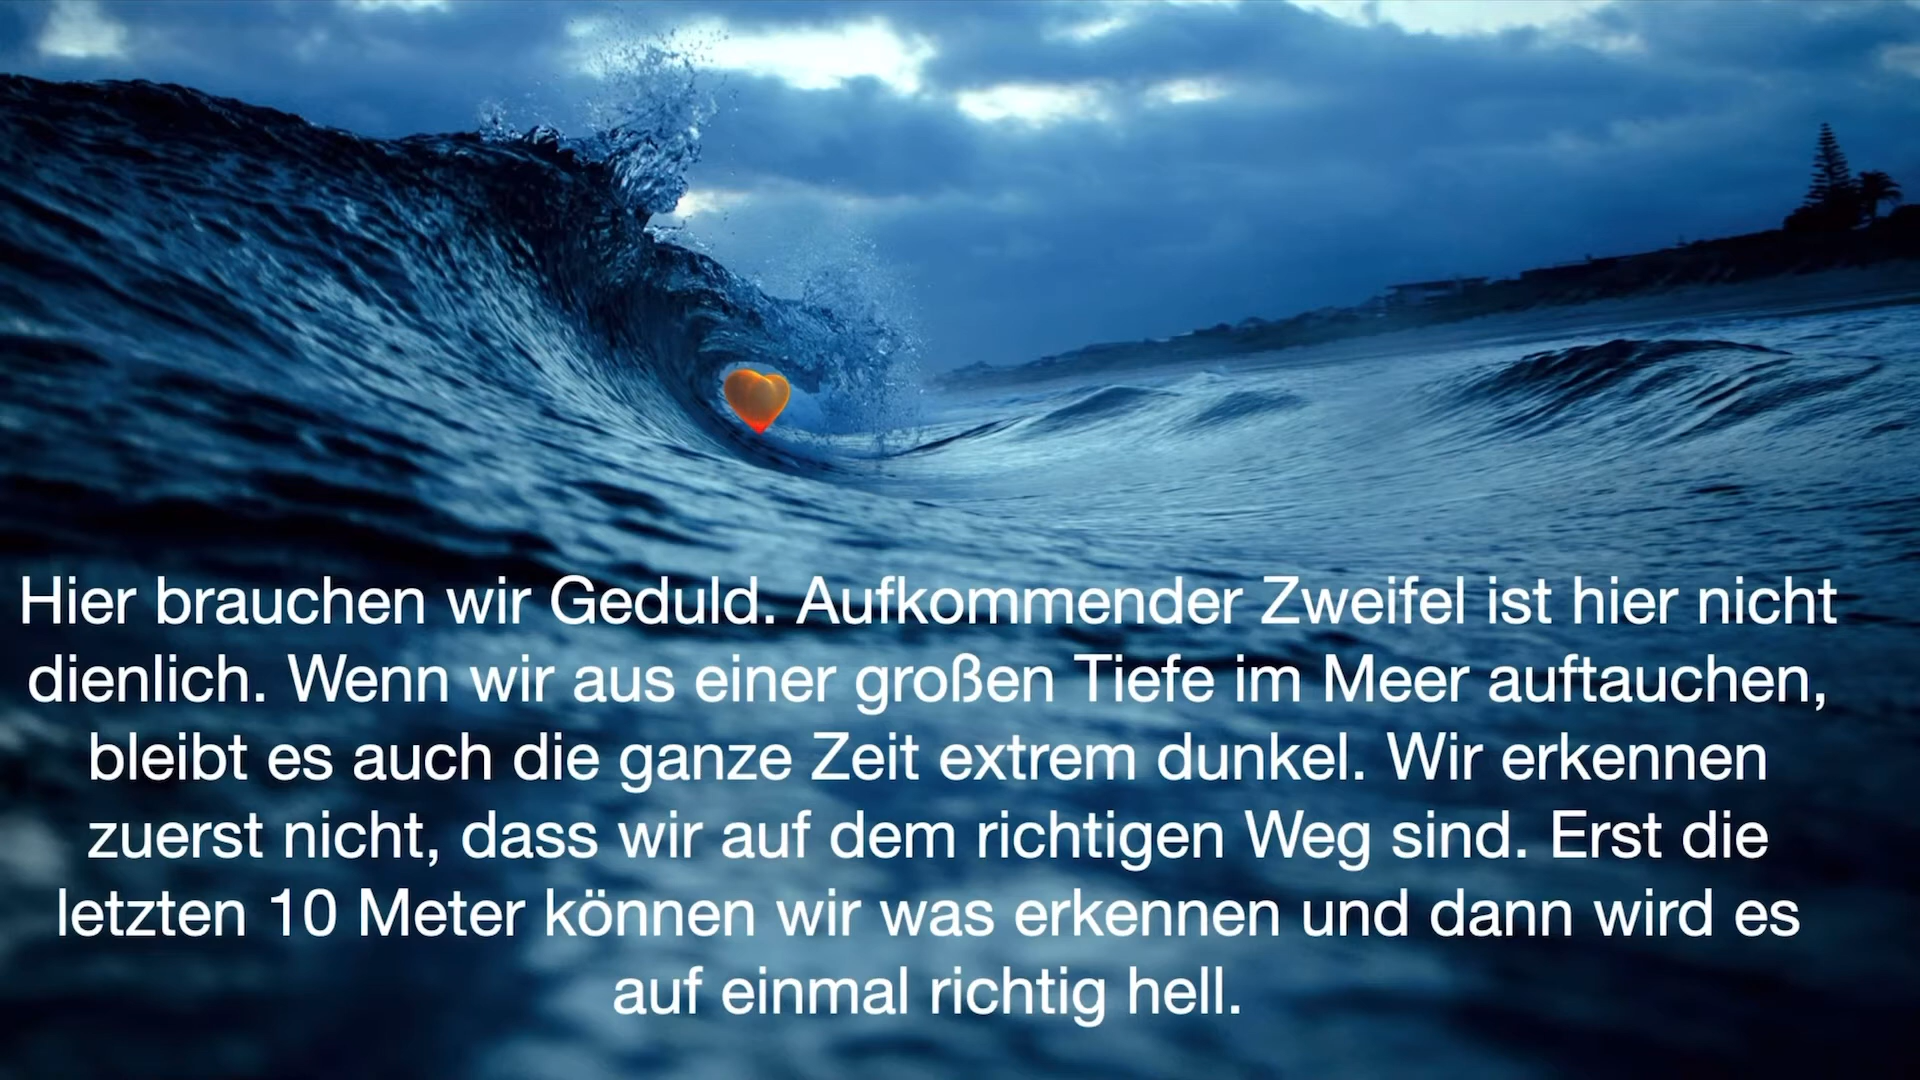 Hier brauchen wir Geduld. Aufkommender Zweifel ist hier nicht
dienlich. Wenn wir aus einer großen Tiefe im Meer auftauchen,
bleibt es auch die ganze Zeit extrem dunkel. Wir erkennen
zuerst nicht, dass wir auf dem richtigen Weg sind. Erst die
letzten 10 Meter können wir was erkennen und dann wird es
auf einmal richtig hell.